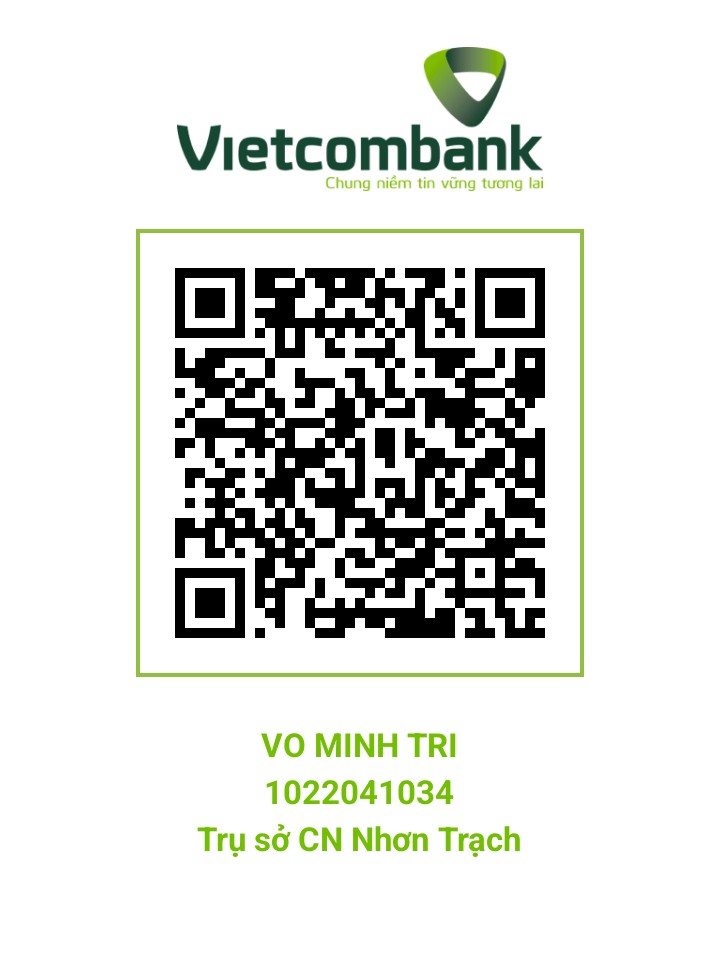 Vietcombank
Chung niềm tin vững tương lai
VO MINH TRI
1022041034
Trụ sở CN Nhơn Trạch